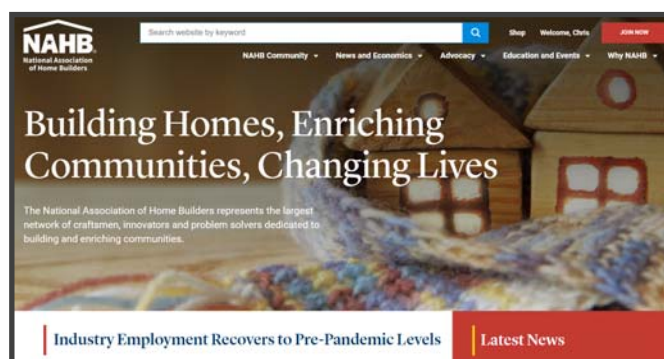 NAHB
National Association
of Home Builders
Search website by keyword
Shop Welcome, Chris JOIN NOW
NAHB Community News and Economics Advocacy Education and Events Why NAHB
Building Homes, Enriching
Communities, Changing Lives
The National Association of Home Builders represents the largest
network of craftsmen, innovators and problem solvers dedicated to
building and enriching communities.
Industry Employment Recovers to Pre-Pandemic Levels
Latest News